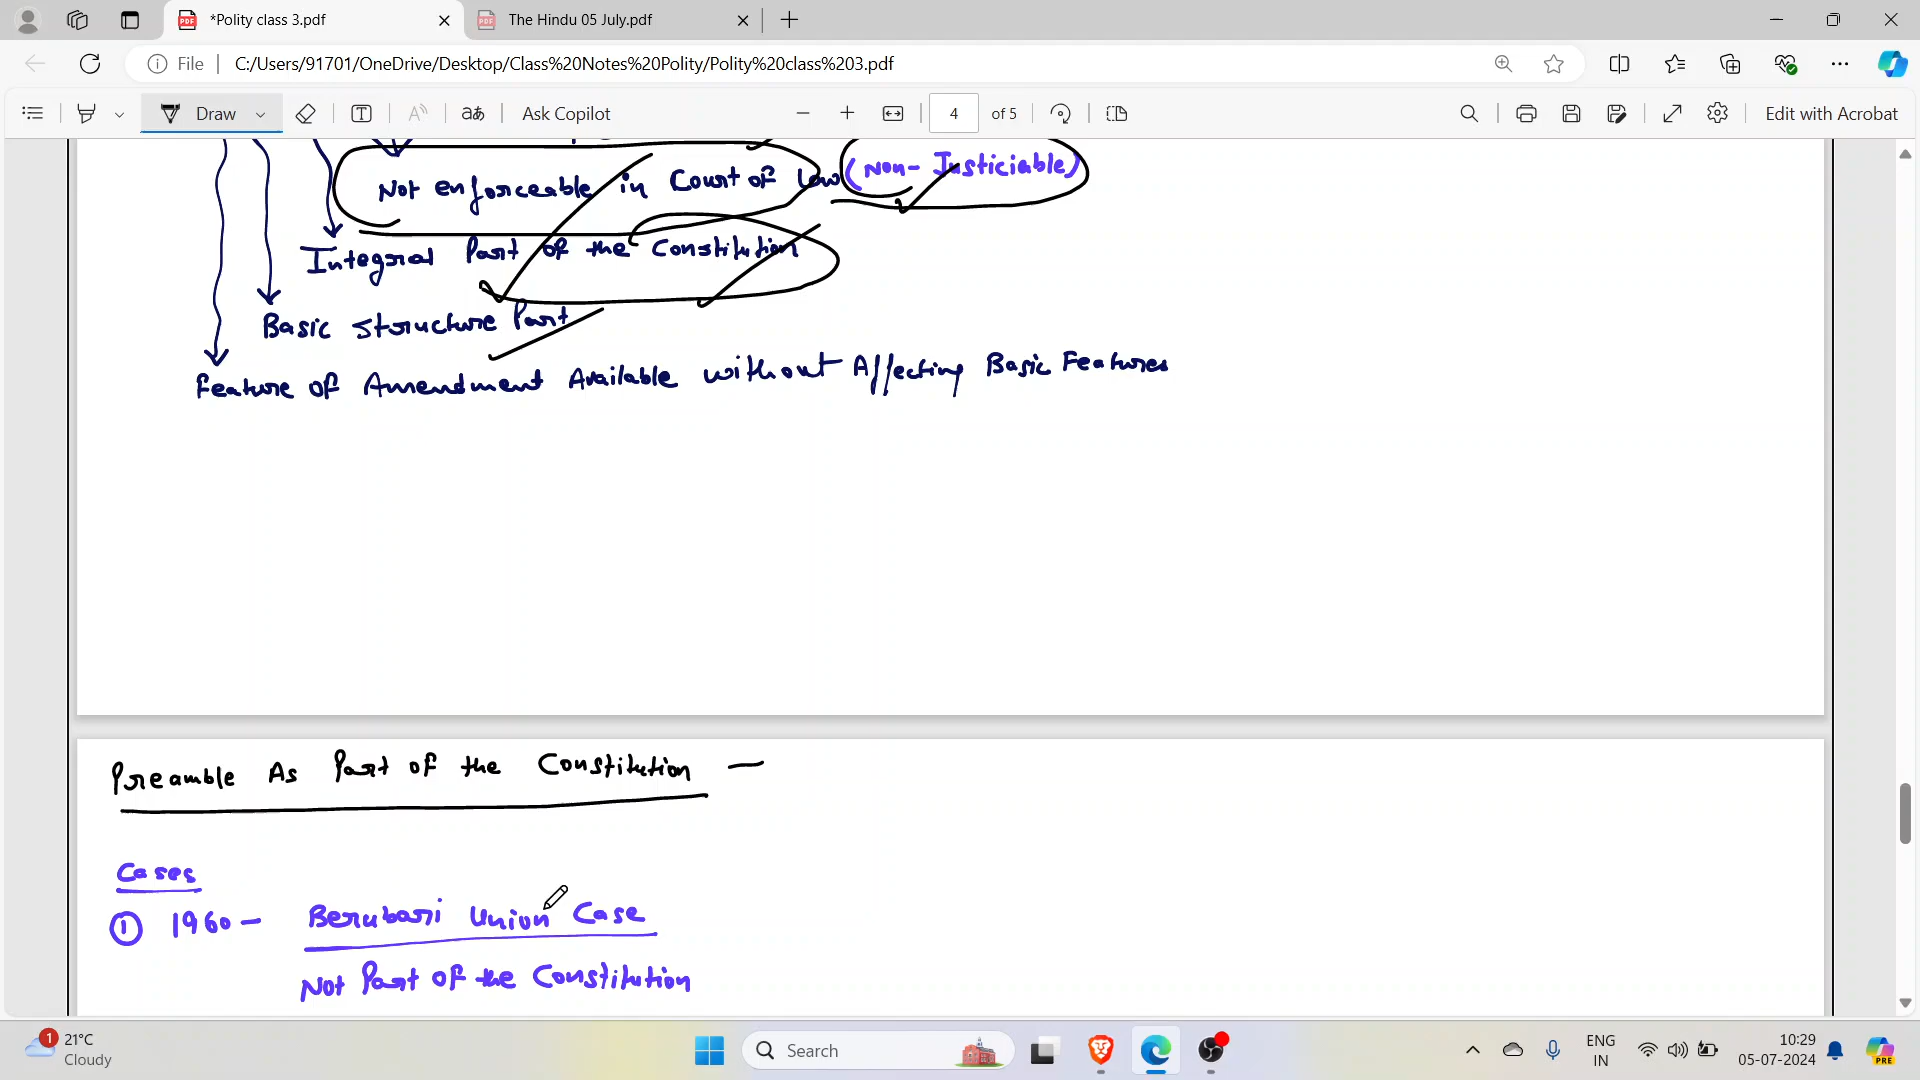 *Polity class 3.pdf
The Hindu 05 July.pdf
File
C:/Users/91701/OneDrive/Desktop/Class%20Notes%20Polity/Polity%20class%203.pdf
Draw
Ask Copilot
4 of 5
Edit with Acrobat
Not enforceable in Court of Law (Non-Justiciable)
Integral Part of the Constitution
Basic Structure Part
Feature of Amendment Available without Affecting Basic Features
Preamble As Part of the Constitution —
Cases
① 1960 - Berubari Union Case
Not Part of the Constitution
1
21°C
Cloudy
Search
ENG
IN
10:29
05-07-2024
PRE